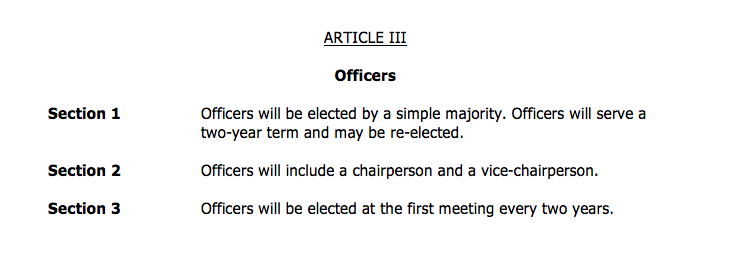 ARTICLE III
Officers
Section 1 Officers will be elected by a simple majority. Officers will serve a
two-year term and may be re-elected.
Section 2 Officers will include a chairperson and a vice-chairperson.
Section 3 Officers will be elected at the first meeting every two years.